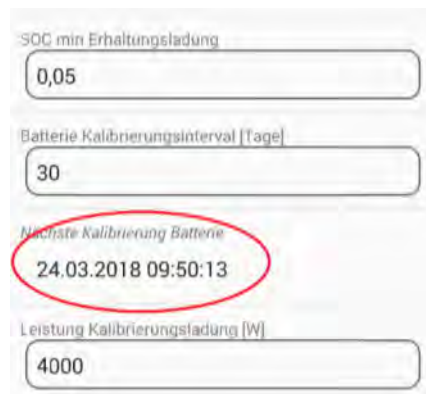 SOC min Erhaltungsladung
0,05
Batterie Kalibrierungsinterval [Tage]
30
Nächste Kalibrierung Batterie
24.03.2018 09:50:13
Leistung Kalibrierungsladung [W]
4000